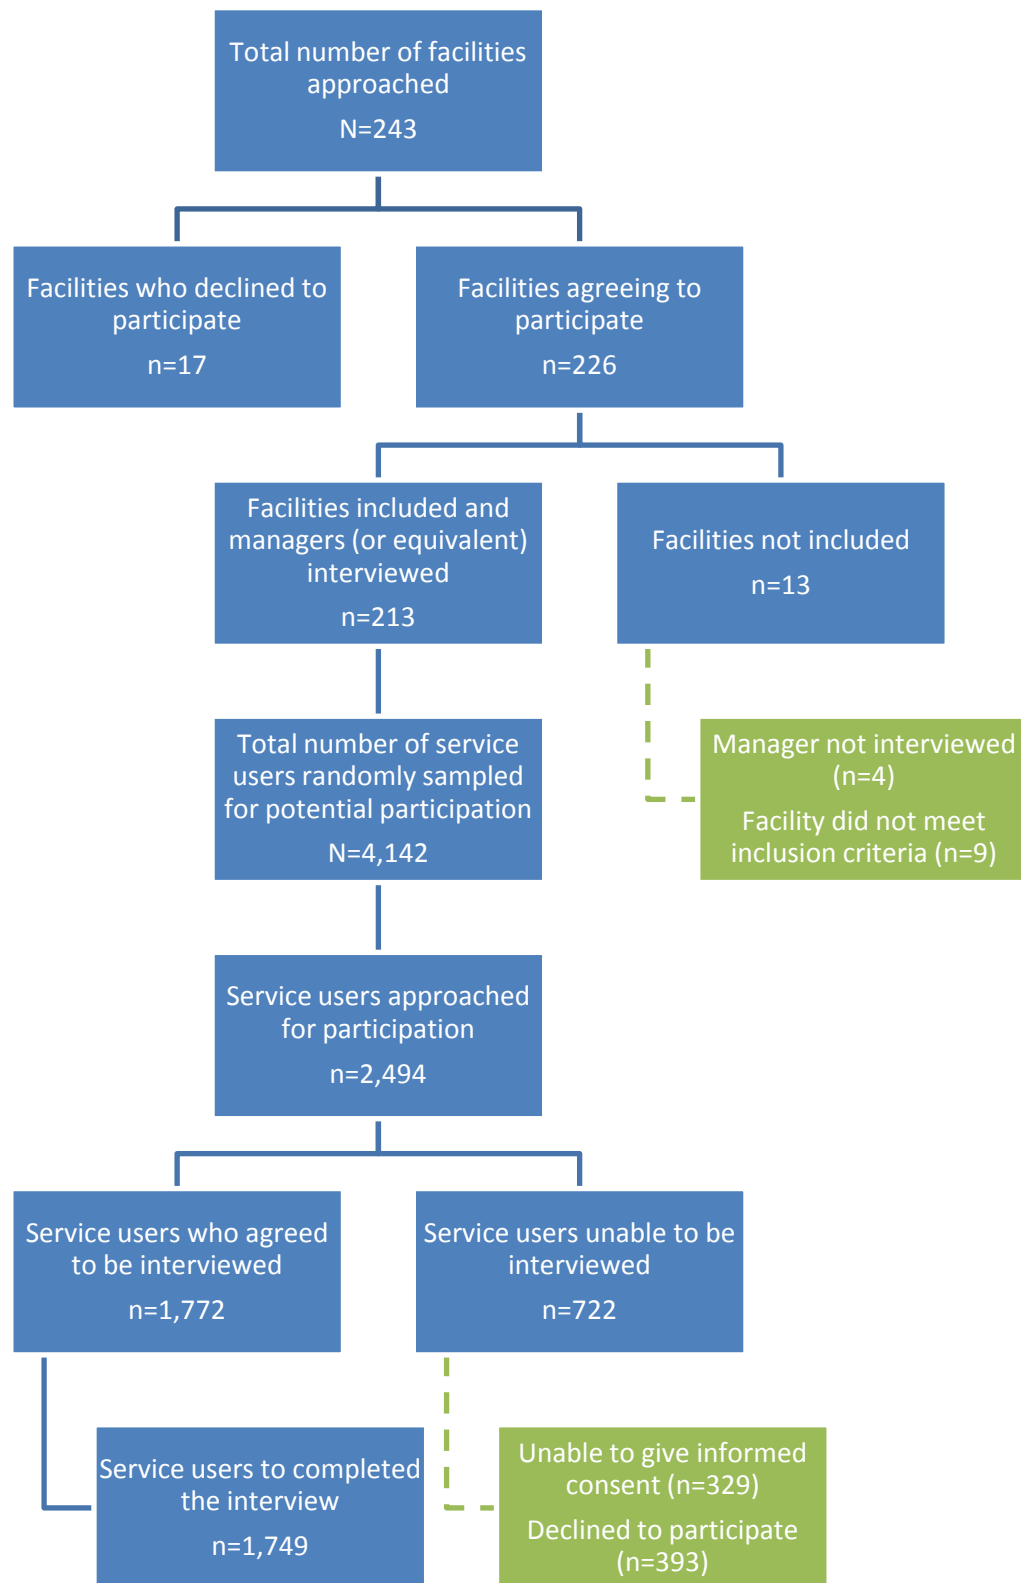 Total number of facilities
approached
N=243
Facilities who declined to
participate
n=17
Facilities agreeing to
participate
n=226
Facilities included and
managers (or equivalent)
interviewed
n=213
Facilities not included
n=13
Total number of service
users randomly sampled
for potential participation
N=4,142
Manager not interviewed
(n=4)
Facility did not meet
inclusion criteria (n=9)
Service users approached
for participation
n=2,494
Service users who agreed
to be interviewed
n=1,772
Service users unable to be
interviewed
n=722
Service users to completed
the interview
n=1,749
Unable to give informed
consent (n=329)
Declined to participate
(n=393)